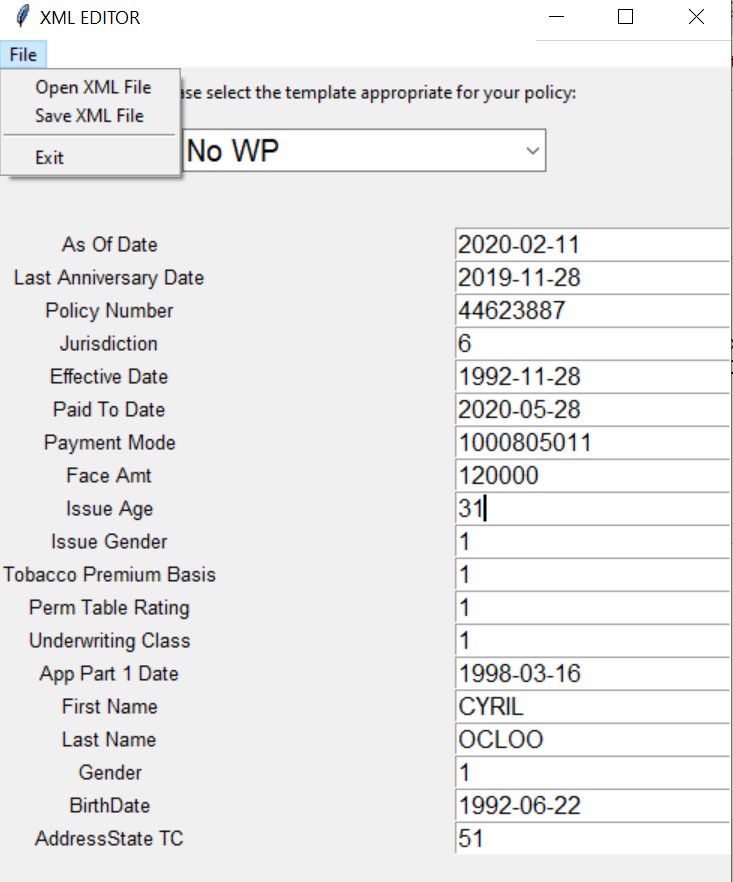 XML EDITOR
File
Open XML File
Save XML File
Exit
select the template appropriate for your policy:
No WP
As Of Date 2020-02-11
Last Anniversary Date 2019-11-28
Policy Number 44623887
Jurisdiction 6
Effective Date 1992-11-28
Paid To Date 2020-05-28
Payment Mode 1000805011
Face Amt 120000
Issue Age 31
Issue Gender 1
Tobacco Premium Basis 1
Perm Table Rating 1
Underwriting Class 1
App Part 1 Date 1998-03-16
First Name CYRIL
Last Name OCLOO
Gender 1
BirthDate 1992-06-22
AddressState TC 51